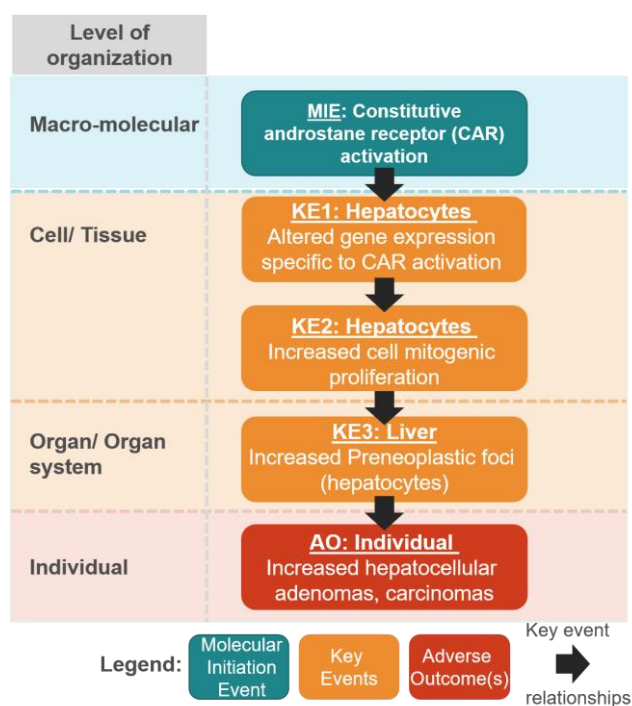 Level of
organization
Macro-molecular
MIE: Constitutive
androstane receptor (CAR)
activation
Cell/ Tissue
KE1: Hepatocytes
Altered gene expression
specific to CAR activation
KE2: Hepatocytes
Increased cell mitogenic
proliferation
Organ/ Organ
system
KE3: Liver
Increased Preneoplastic foci
(hepatocytes)
Individual
AO: Individual
Increased hepatocellular
adenomas, carcinomas
Legend:
Molecular
Initiation
Event
Key
Events
Adverse
Outcome(s)
Key event
relationships